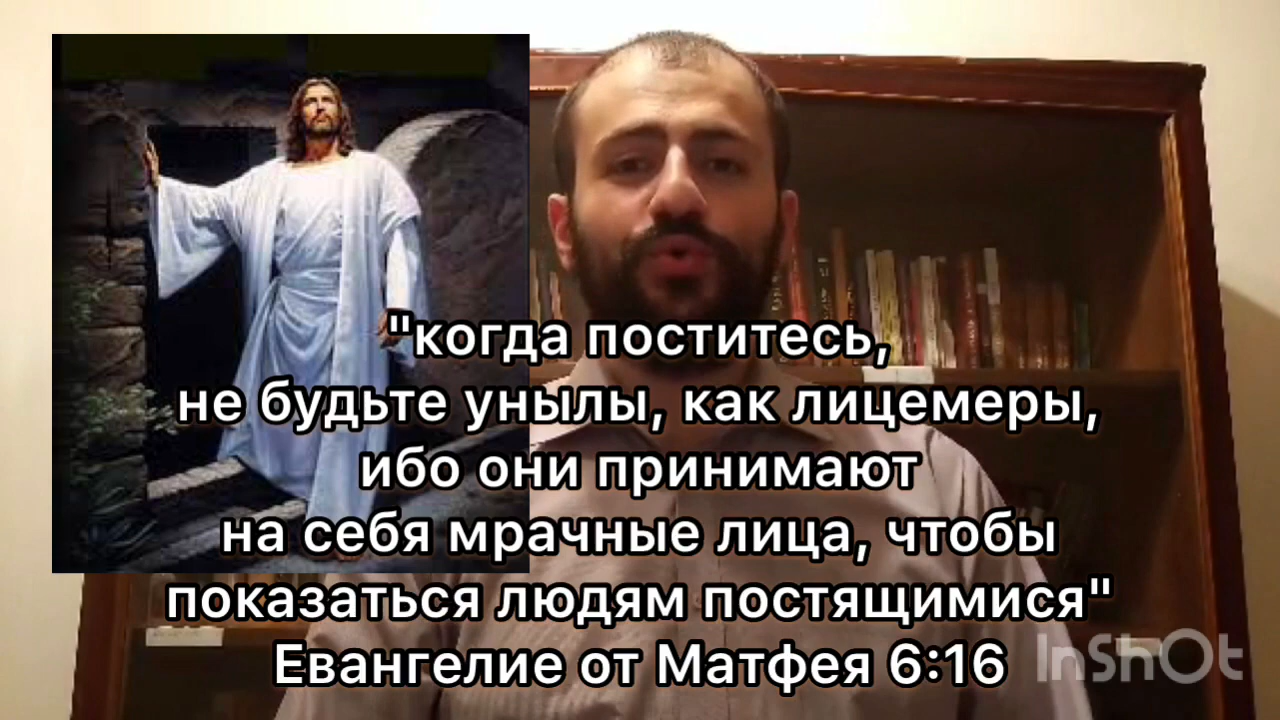 "когда поститесь,
не будьте унылы, как лицемеры,
ибо они принимают
на себя мрачные лица, чтобы
показаться людям постящимися"
Евангелие от Матфея 6:16
InShOt